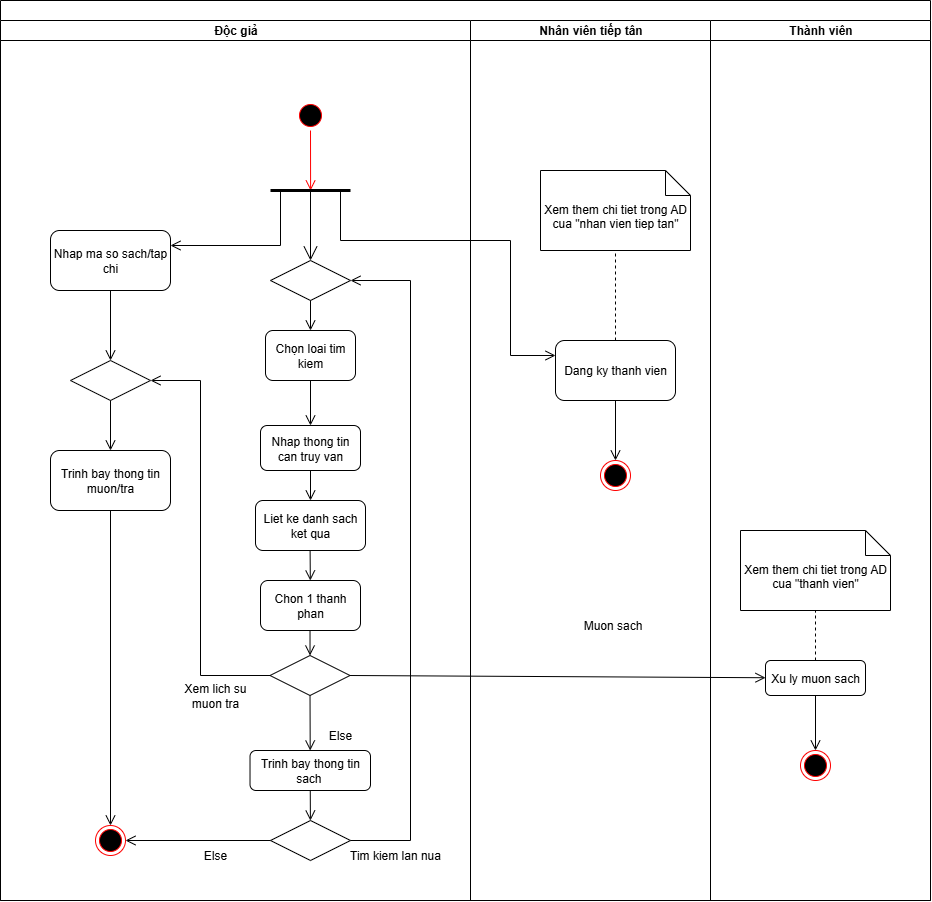 Độc giả
Nhân viên tiếp tân
Thành viên
Xem them chi tiet trong AD
cua "nhan vien tiep tan"
Nhap ma so sach/tap
chi
Chọn loai tim
kiem
Dang ky thanh vien
Nhap thong tin
can truy van
Trinh bay thong tin
muon/tra
Liet ke danh sach
ket qua
Xem them chi tiet trong AD
cua "thanh vien"
Chon 1 thanh
phan
Muon sach
Xu ly muon sach
Xem lich su
muon tra
Else
Trinh bay thong tin
sach
Else
Tim kiem lan nua